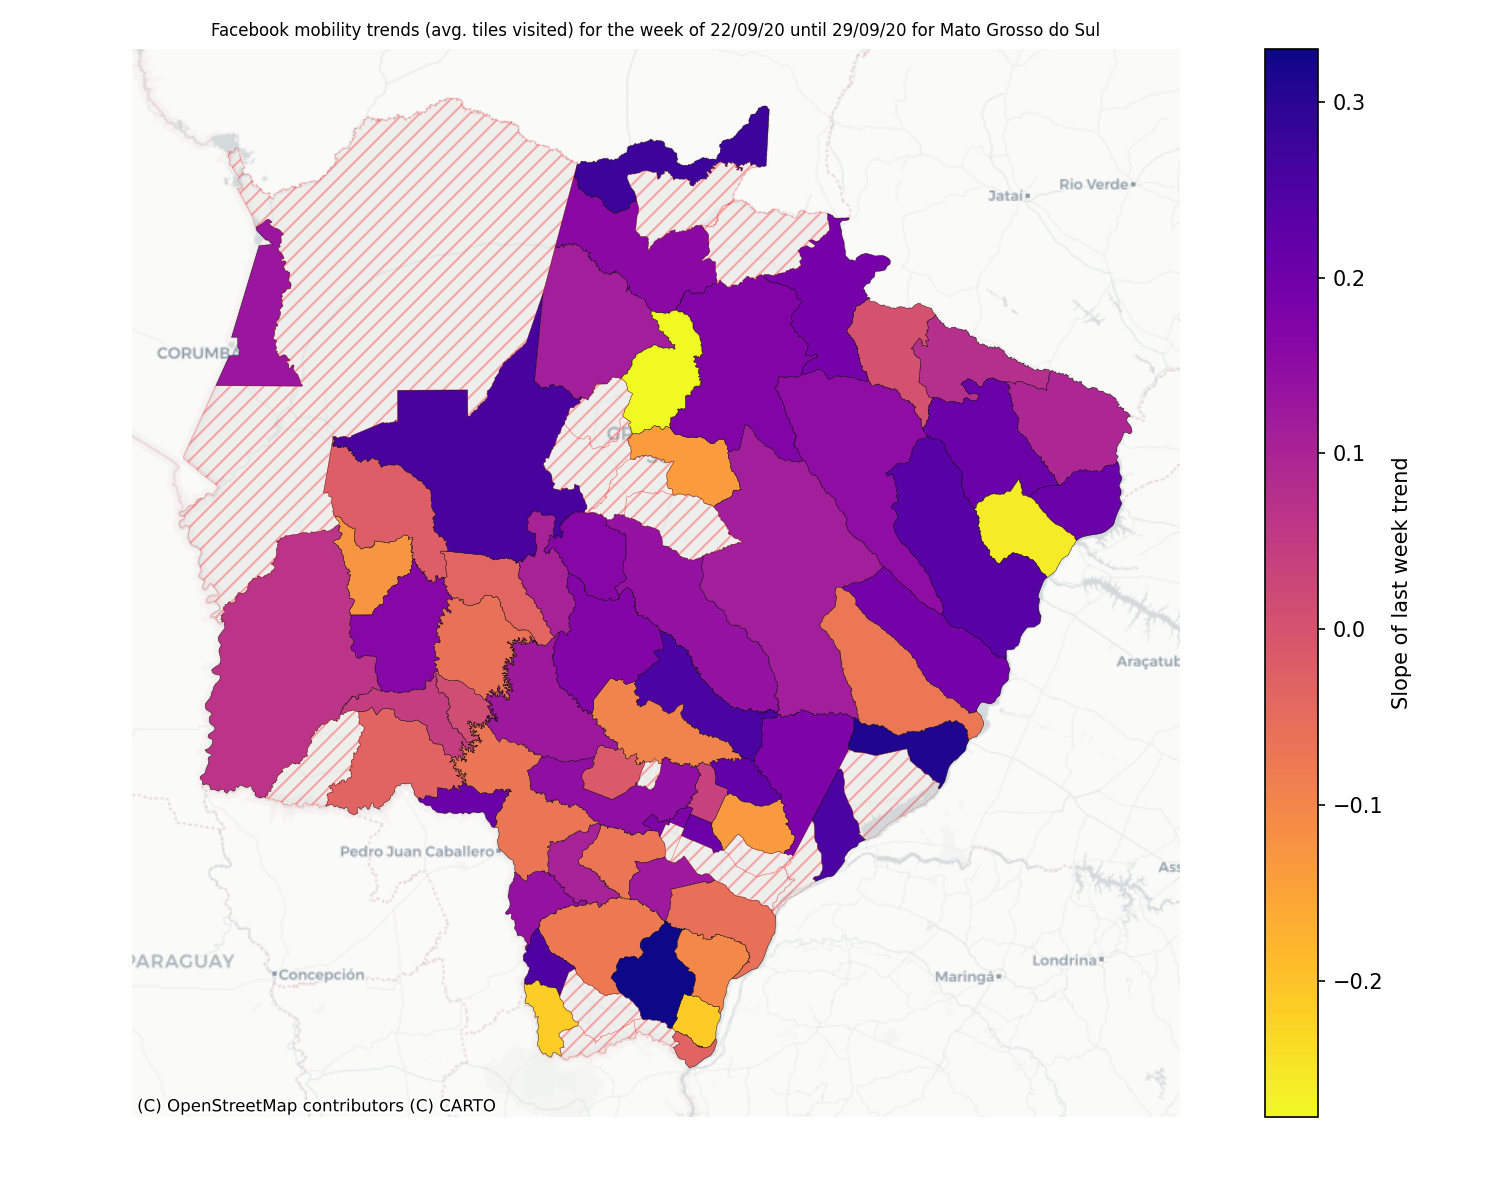 Facebook mobility trends (avg. tiles visited) for the week of 22/09/20 until 29/09/20 for Mato Grosso do Sul
0.3
Jataí
Rio Verde
0.2
CORUMBÁ
0.1
Slope of last week trend
0.0
Araçatub
−0.1
Pedro Juan Caballero
Ass
PARAGUAY
Concepción
Londrina
Maringá
−0.2
(C) OpenStreetMap contributors (C) CARTO